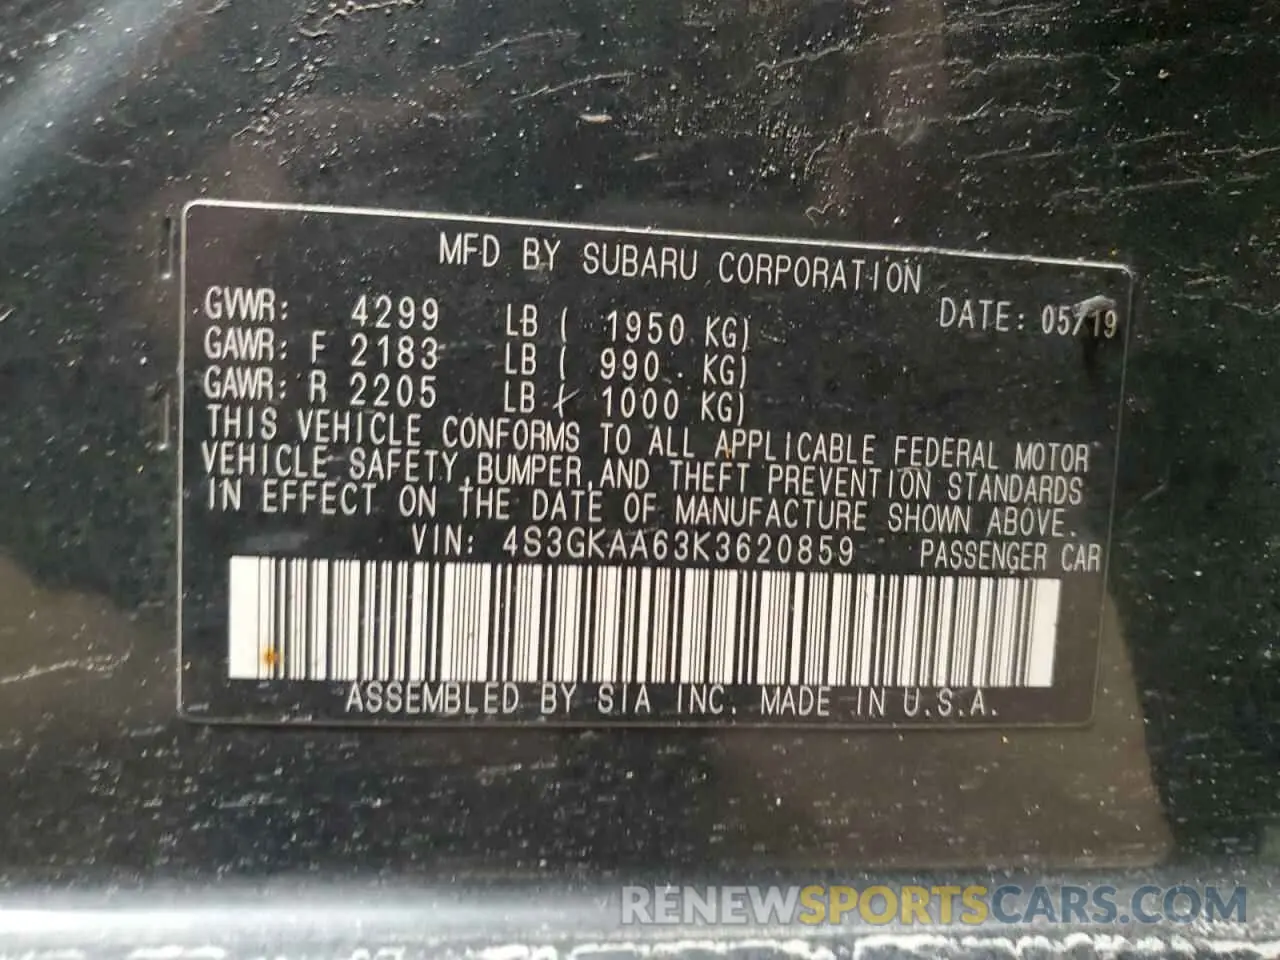 MFD BY SUBARU CORPORATION
GVWR: 4299 LB ( 1950 KG) DATE: 05/19
GAWR: F 2183 LB ( 990 KG)
GAWR: R 2205 LB ( 1000 KG)
THIS VEHICLE CONFORMS TO ALL APPLICABLE FEDERAL MOTOR
VEHICLE SAFETY,BUMPER,AND THEFT PREVENTION STANDARDS
IN EFFECT ON THE DATE OF MANUFACTURE SHOWN ABOVE.
VIN: 4S3GKAA63K3620859 PASSENGER CAR
ASSEMBLED BY SIA INC. MADE IN U.S.A.
RENEWSPORTSCARS.COM